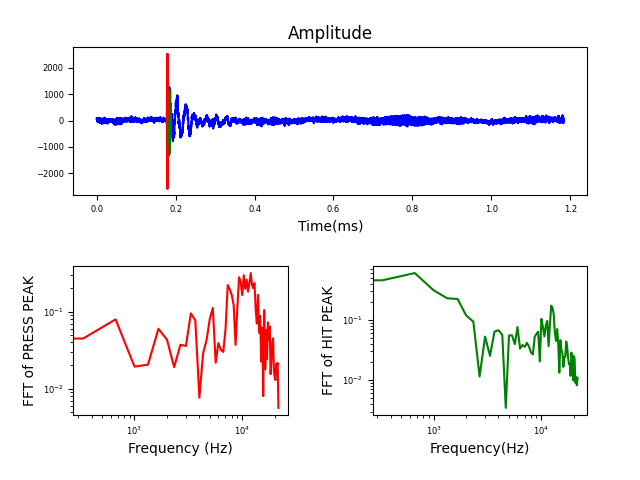 Amplitude
2000
1000
0
−1000
−2000
0.0 0.2 0.4 0.6 0.8 1.0 1.2
Time(ms)
FFT of PRESS PEAK
10⁻¹
10⁻²
10³ 10⁴
Frequency (Hz)
FFT of HIT PEAK
10⁻¹
10⁻²
10³ 10⁴
Frequency(Hz)